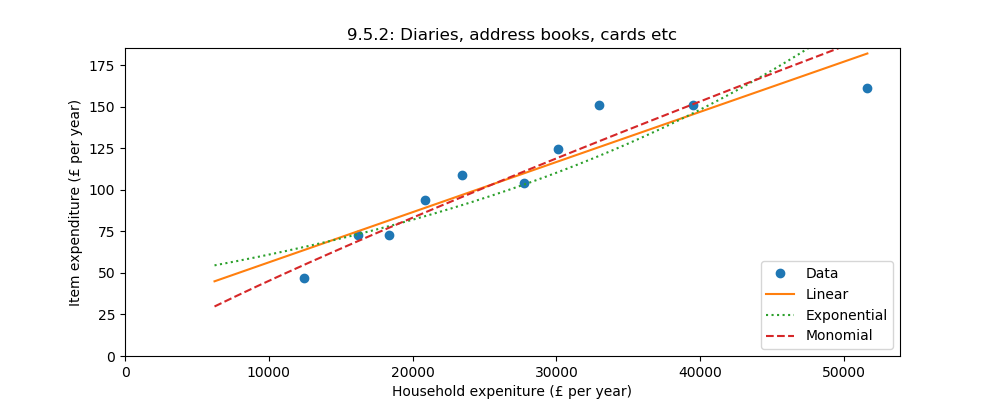 9.5.2: Diaries, address books, cards etc
175
150
125
100
75
50
25
0
Item expenditure (£ per year)
Data
Linear
Exponential
Monomial
0 10000 20000 30000 40000 50000
Household expeniture (£ per year)